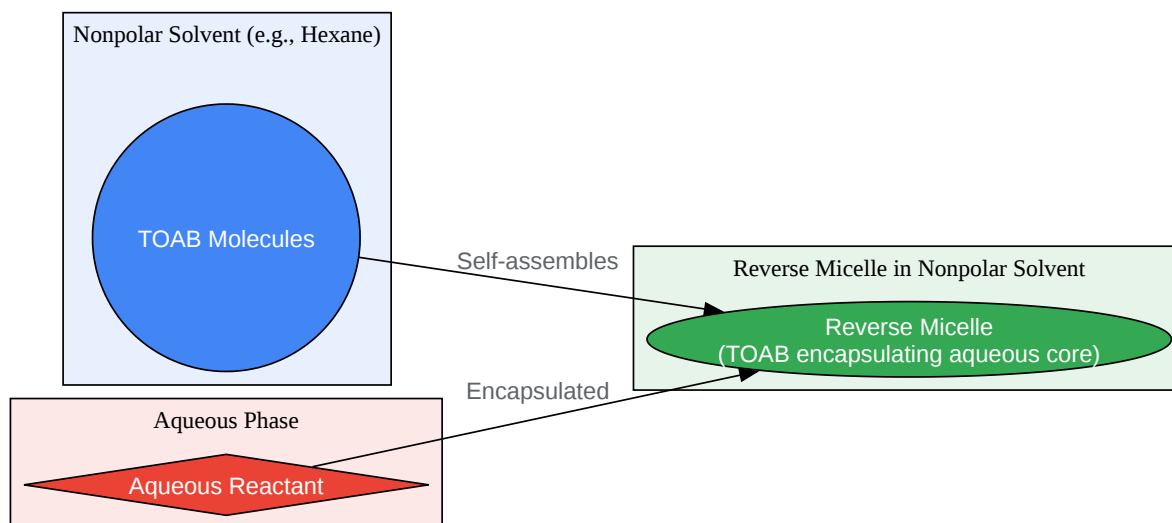 Nonpolar Solvent (e.g., Hexane)
TOAB Molecules
Self-assembles
Reverse Micelle in Nonpolar Solvent
Reverse Micelle
(TOAB encapsulating aqueous core)
Encapsulated
Aqueous Phase
Aqueous Reactant